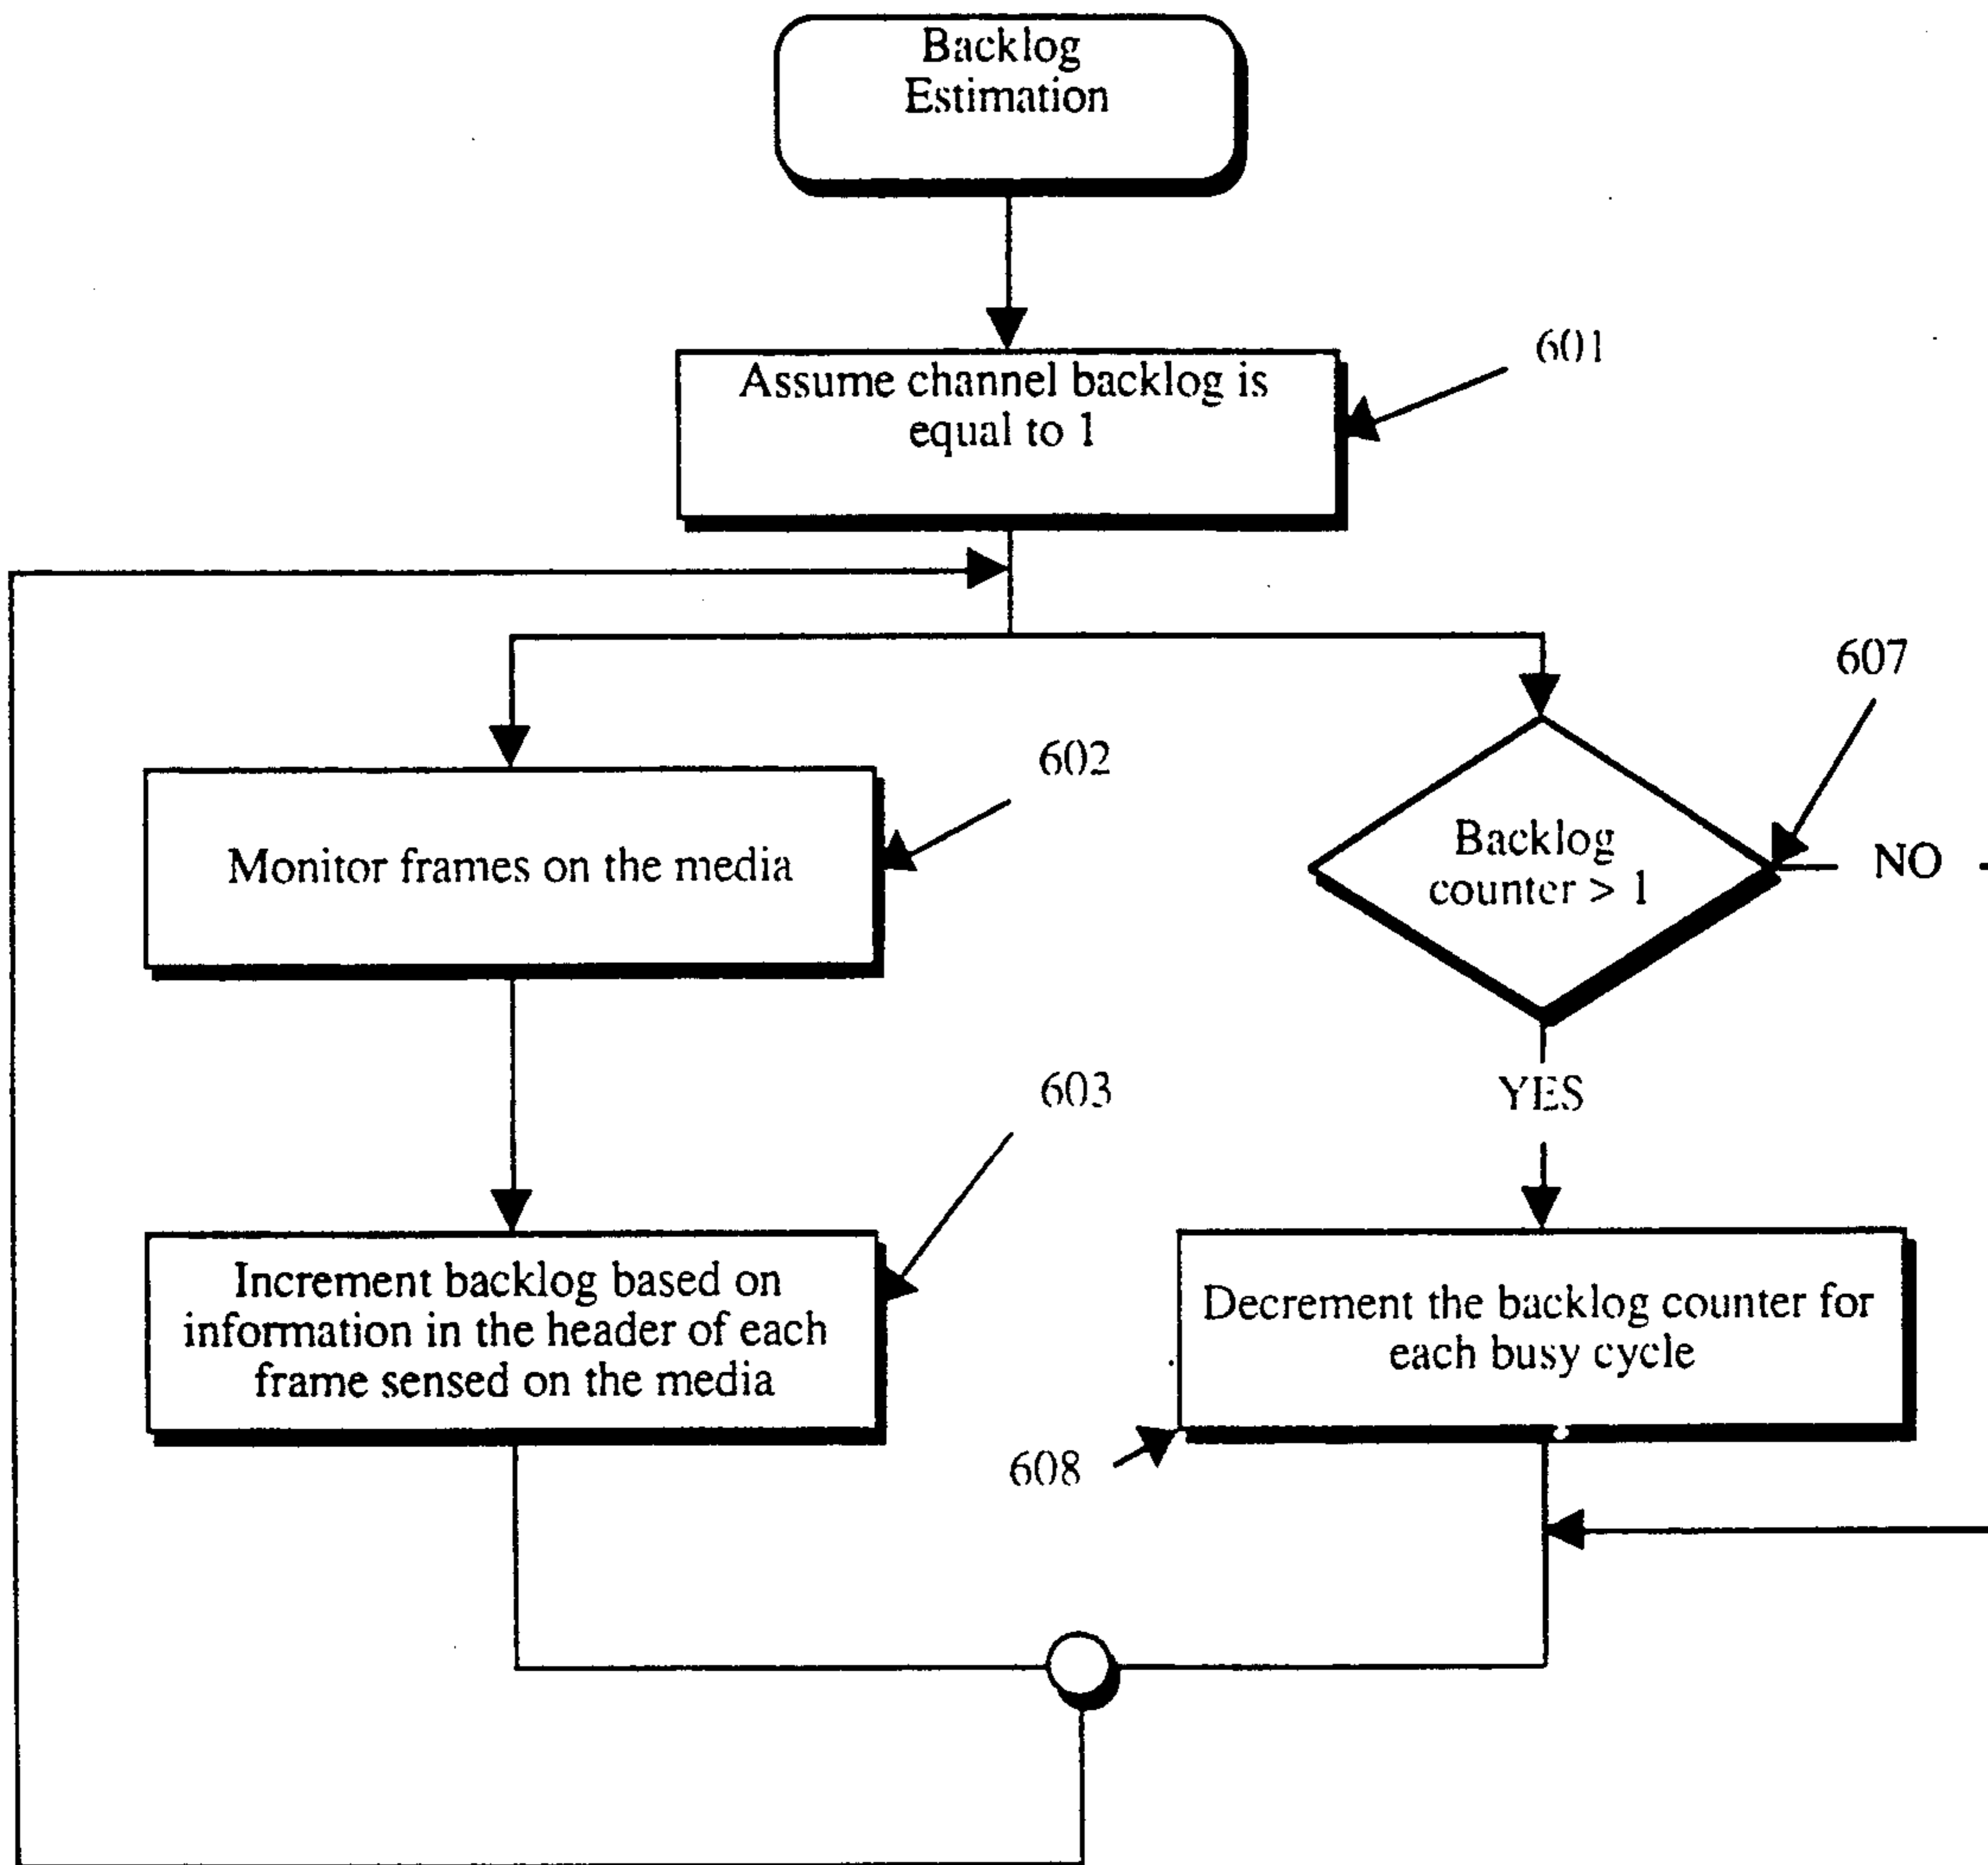 Backlog
Estimation
601
Assume channel backlog is
equal to 1
607
602
Monitor frames on the media
Backlog
counter > 1
NO
YES
603
Increment backlog based on
information in the header of each
frame sensed on the media
Decrement the backlog counter for
each busy cycle
608